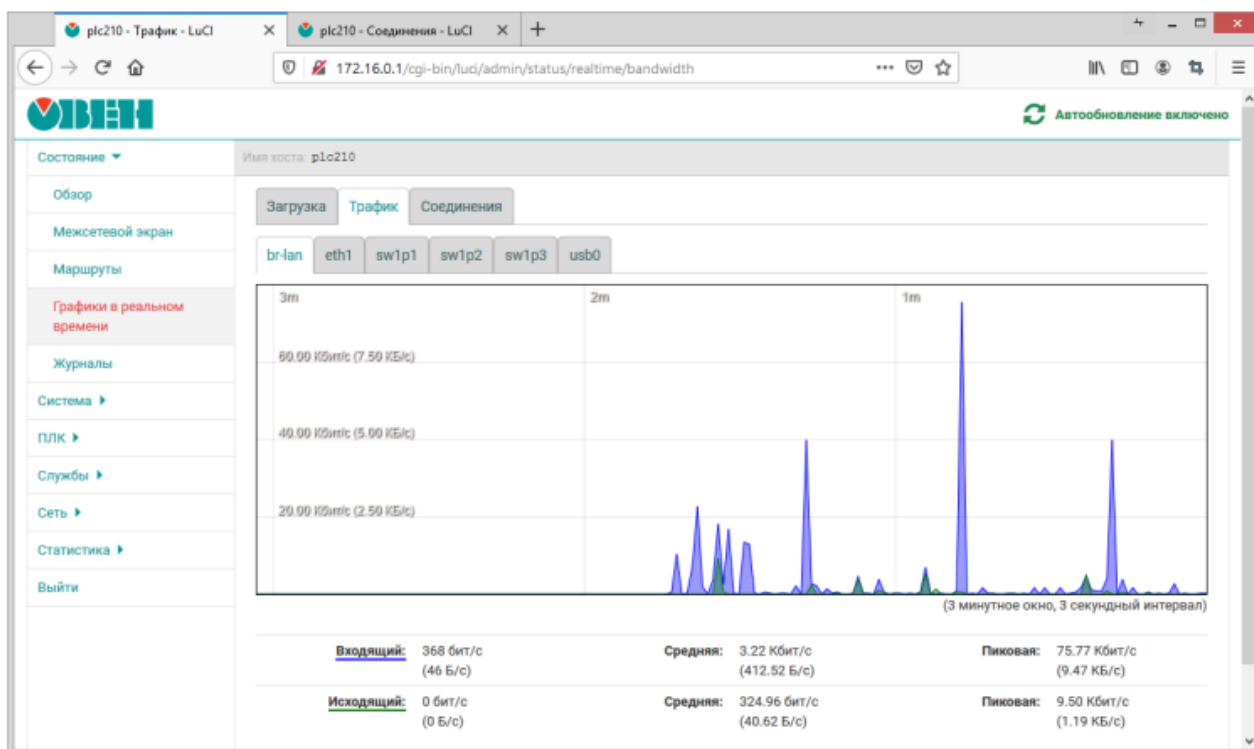 plc210 - Трафик - LuCI
plc210 - Соединения - LuCI
172.16.0.1/cgi-bin/luci/admin/status/realtime/bandwidth
ОВЕН
Автообновление включено
Состояние
Имя хоста: plc210
Обзор
Межсетевой экран
Маршруты
Графики в реальном
времени
Журналы
Система
ПЛК
Службы
Сеть
Статистика
Выйти
Загрузка Трафик Соединения
br-lan eth1 sw1p1 sw1p2 sw1p3 usb0
3m 2m 1m
60.00 Кбит/с (7.50 КБ/с)
40.00 Кбит/с (5.00 КБ/с)
20.00 Кбит/с (2.50 КБ/с)
(3 минутное окно, 3 секундный интервал)
Входящий: 368 бит/с Средняя: 3.22 Кбит/с Пиковая: 75.77 Кбит/с
(46 Б/с) (412.52 Б/с) (9.47 КБ/с)
Исходящий: 0 бит/с Средняя: 324.96 бит/с Пиковая: 9.50 Кбит/с
(0 Б/с) (40.62 Б/с) (1.19 КБ/с)